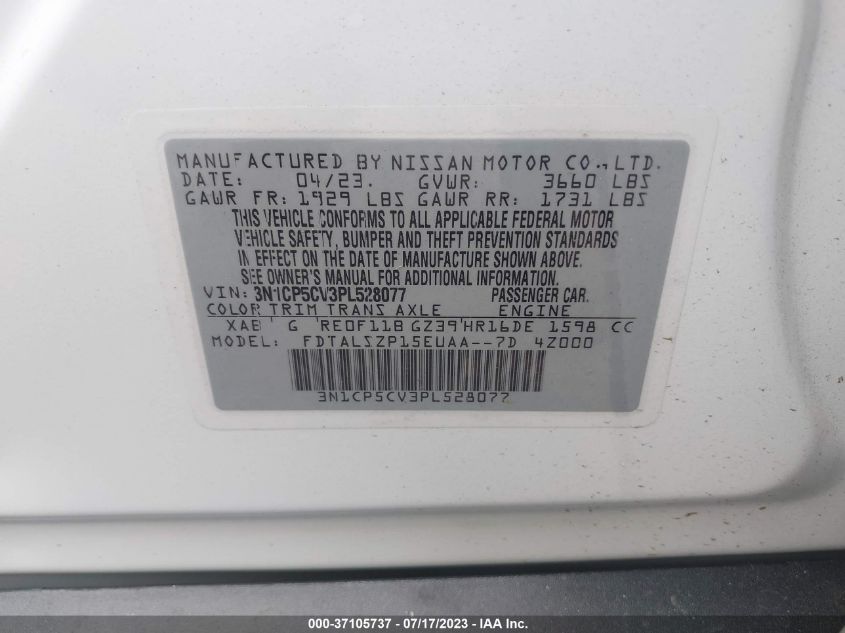 MANUFACTURED BY NISSAN MOTOR CO.,LTD.
DATE: 04/23. GVWR: 3660 LBS
GAWR FR: 1929 LBS GAWR RR: 1731 LBS
THIS VEHICLE CONFORMS TO ALL APPLICABLE FEDERAL MOTOR
VEHICLE SAFETY, BUMPER AND THEFT PREVENTION STANDARDS
IN EFFECT ON THE DATE OF MANUFACTURE SHOWN ABOVE.
SEE OWNER'S MANUAL FOR ADDITIONAL INFORMATION.
VIN: 3N1CP5CV3PL528077 PASSENGER CAR.
COLOR TRIM TRANS AXLE ENGINE
XAB G RE0F11B GZ39 HR16DE 1598 CC
MODEL: FDTALSZP15EUAA--7D 4Z000
3N1CP5CV3PL528077
000-37105737 - 07/17/2023 - Copyright © 2023 - IAA Holdings, LLC.